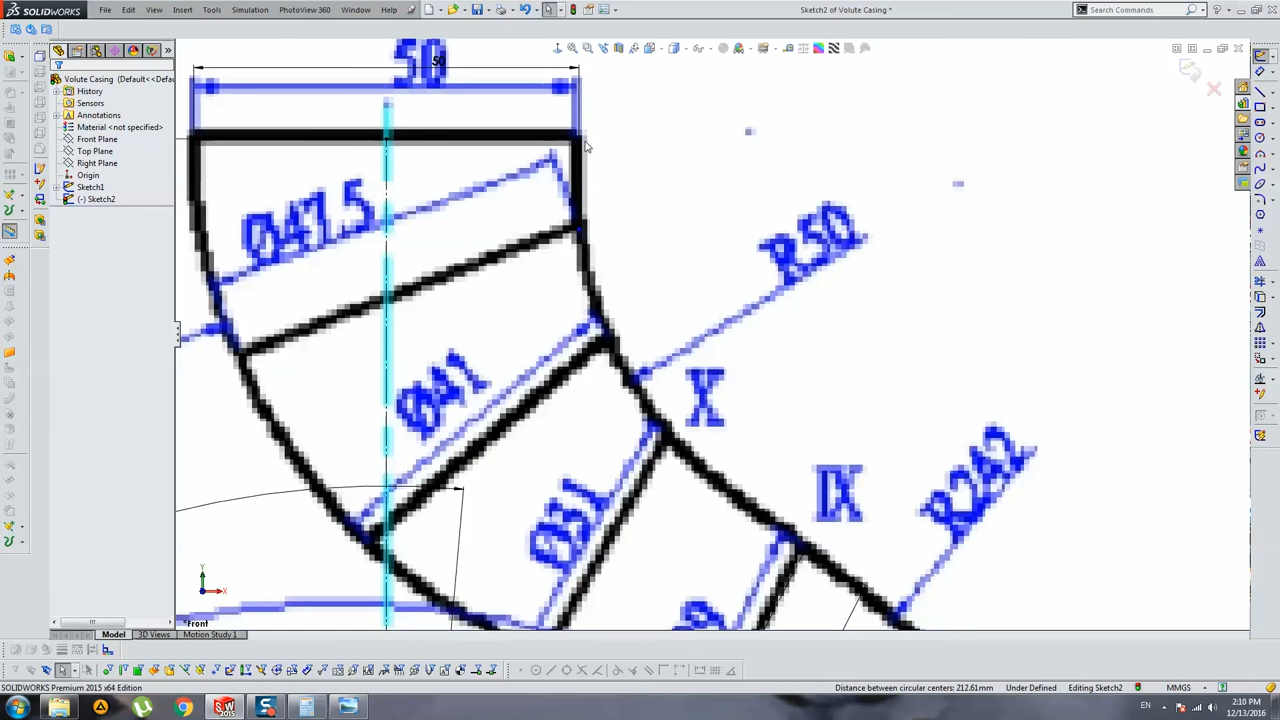 SOLIDWORKS
File
Edit
View
Insert
Tools
Simulation
PhotoView 360
Window
Help
Sketch2 of Volute Casing *
Search Commands
Volute Casing (Default<<Defau
History
Sensors
Annotations
Material <not specified>
Front Plane
Top Plane
Right Plane
Origin
Sketch1
(-) Sketch2
50
50
Ø47.5
R50
Ø41
X
Ø31
IX
R242
Y
X
*Front
Model
3D Views
Motion Study 1
SOLIDWORKS Premium 2015 x64 Edition
Distance between circular centers: 212.61mm
Under Defined
Editing Sketch2
MMGS
EN
2:10 PM
12/13/2016